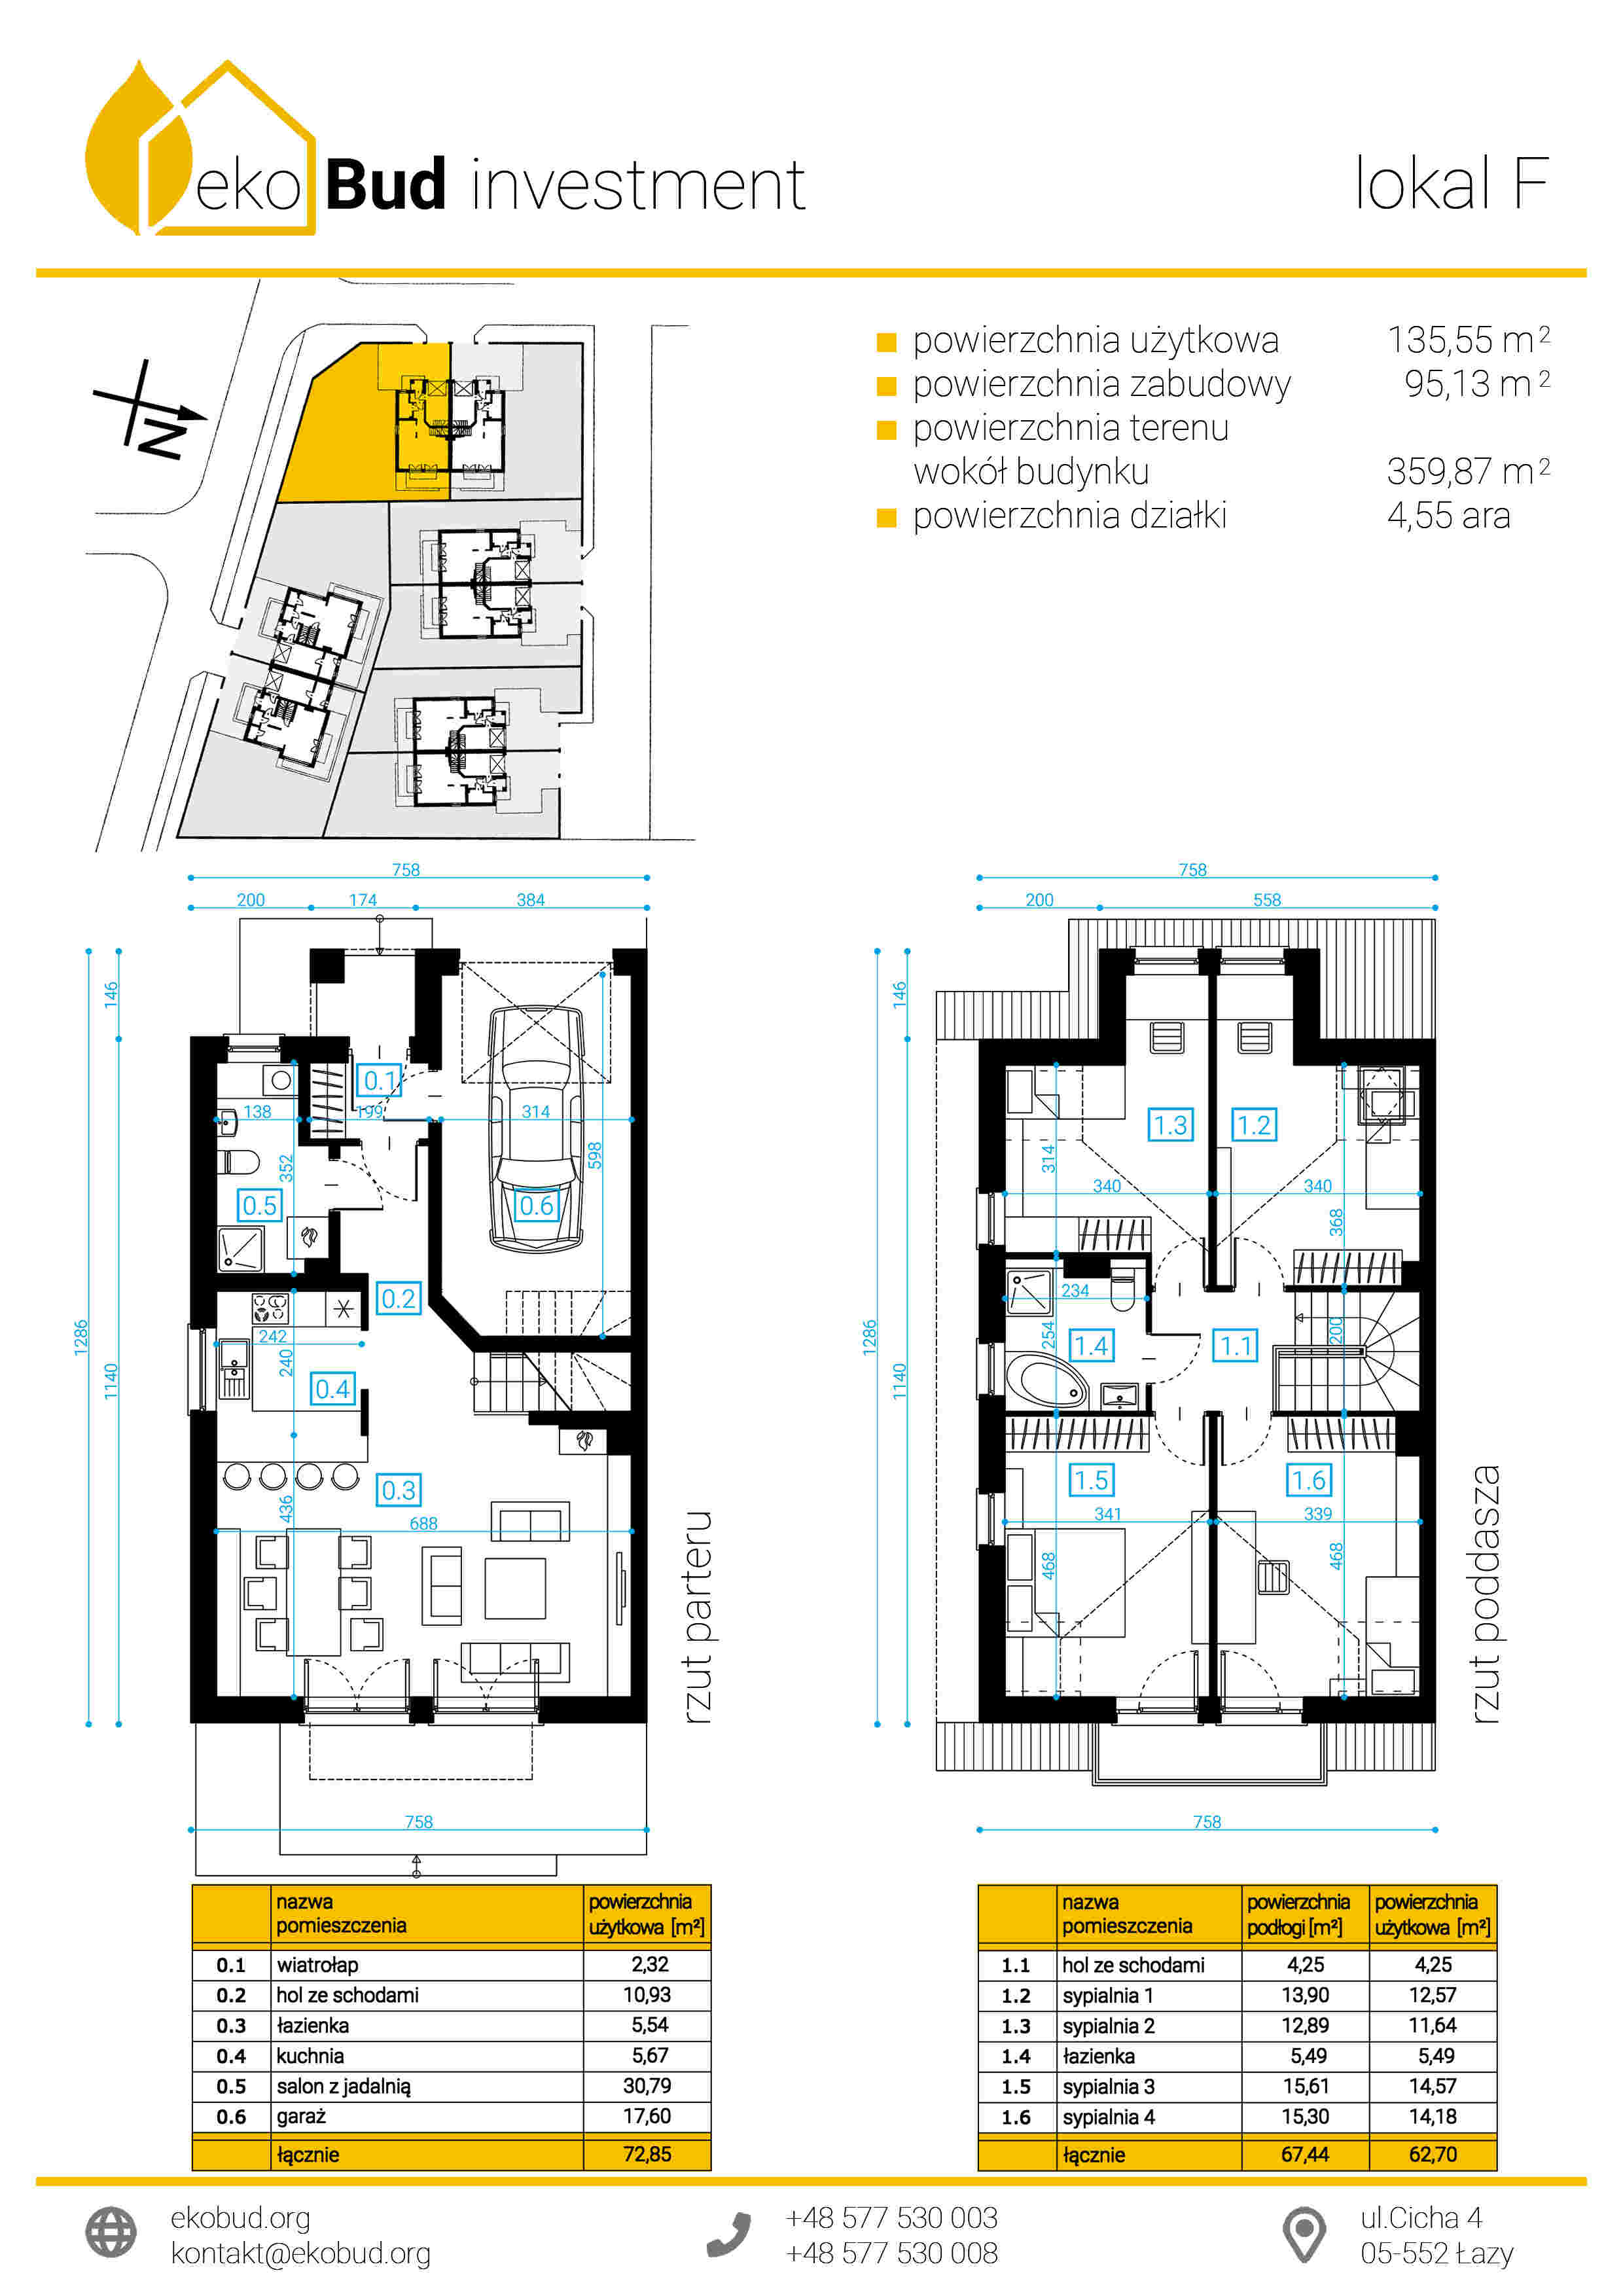 eko Bud investment
lokal F
powierzchnia użytkowa 135,55 m²
powierzchnia zabudowy 95,13 m²
powierzchnia terenu
wokół budynku 359,87 m²
powierzchnia działki 4,55 ara
N
758
200 174 384
146
1140
1286
0.1
138 199 314
352
598
0.5
0.6
0.2
242
240
0.4
0.3
436
688
758
rzut parteru
758
200 558
146
1140
1286
1.3
1.2
314
340 340
368
234
254
1.4
1.1
200
1.5
1.6
341 339
468
468
758
rzut poddasza
nazwa pomieszczenia powierzchnia użytkowa [m²]
0.1 wiatrołap 2,32
0.2 hol ze schodami 10,93
0.3 łazienka 5,54
0.4 kuchnia 5,67
0.5 salon z jadalnią 30,79
0.6 garaż 17,60
łącznie 72,85
nazwa pomieszczenia powierzchnia podłogi [m²] powierzchnia użytkowa [m²]
1.1 hol ze schodami 4,25 4,25
1.2 sypialnia 1 13,90 12,57
1.3 sypialnia 2 12,89 11,64
1.4 łazienka 5,49 5,49
1.5 sypialnia 3 15,61 14,57
1.6 sypialnia 4 15,30 14,18
łącznie 67,44 62,70
ekobud.org
kontakt@ekobud.org
+48 577 530 003
+48 577 530 008
ul.Cicha 4
05-552 Łazy